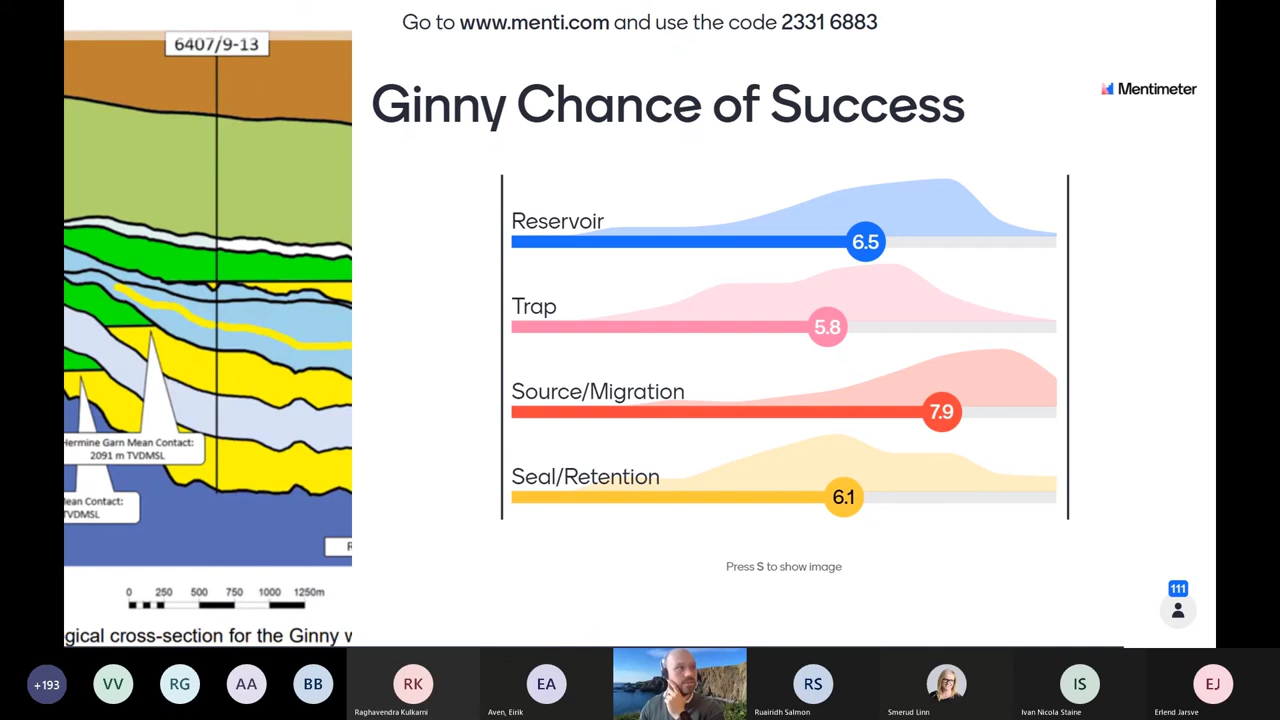 Go to www.menti.com and use the code 2331 6883
6407/9-13
Ginny Chance of Success
Mentimeter
Reservoir
6.5
Trap
5.8
Source/Migration
7.9
Seal/Retention
6.1
Hermine Garn Mean Contact:
2091 m TVDMSL
ean Contact:
TVDMSL
R
0 250 500 750 1000 1250m
gical cross-section for the Ginny w
Press S to show image
111
+193
VV
RG
AA
BB
RK
Raghavendra Kulkarni
EA
Aven, Eirik
RS
Ruairidh Salmon
Smerud Linn
IS
Ivan Nicola Staine
EJ
Erlend Jarsve